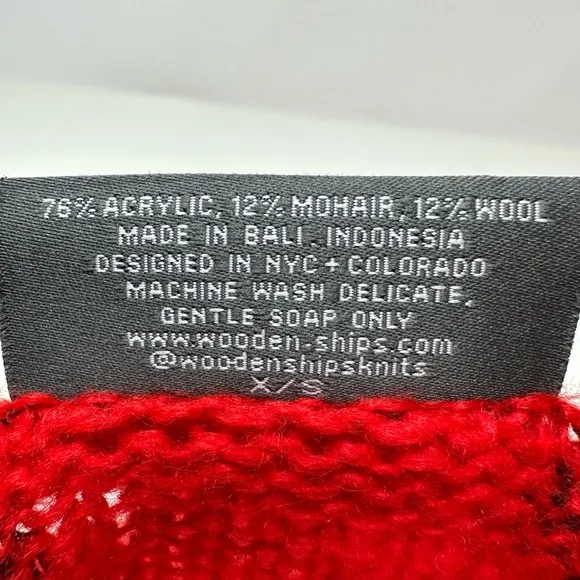 76% ACRYLIC, 12% MOHAIR, 12% WOOL
MADE IN BALI. INDONESIA
DESIGNED IN NYC + COLORADO
MACHINE WASH DELICATE.
GENTLE SOAP ONLY
www.wooden-ships.com
@woodenshipsknits
X/S